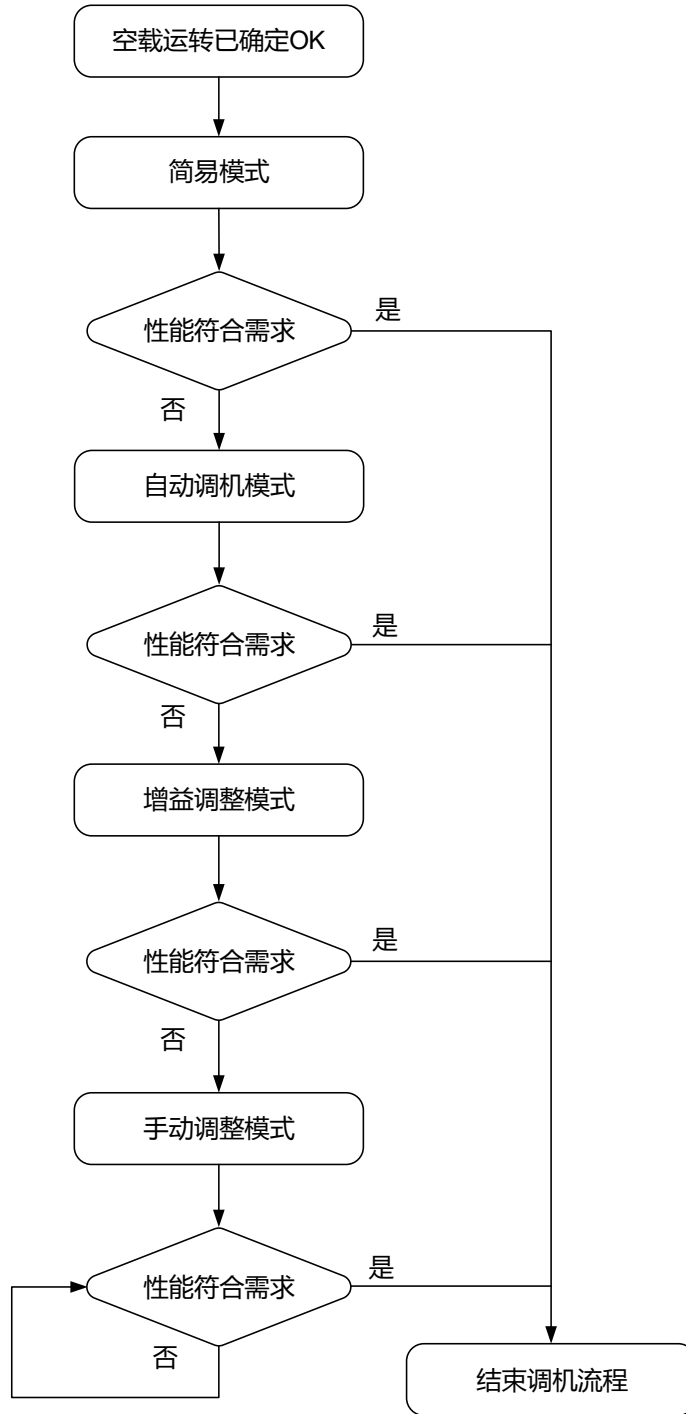 空载运转已确定OK
简易模式
性能符合需求
是
否
自动调机模式
性能符合需求
是
否
增益调整模式
性能符合需求
是
否
手动调整模式
性能符合需求
是
否
结束调机流程